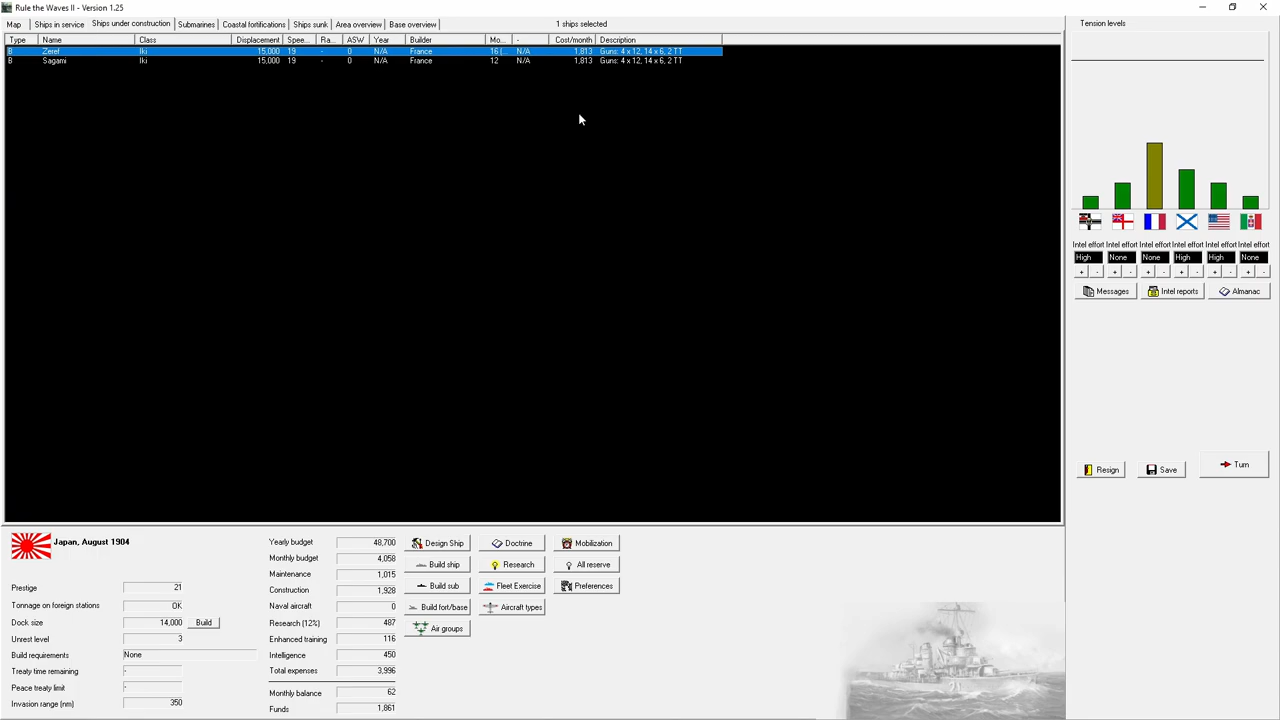 Rule the Waves II - Version 1.25
Map Ships in service Ships under construction Submarines Coastal fortifications Ships sunk Area overview Base overview 1 ships selected
Type Name Class Displacement Spee... Ra... ASW Year Builder Mo... - Cost/month Description
B Zeref Iki 15,000 19 - 0 N/A France 16 (... N/A 1,813 Guns: 4 x 12, 14 x 6, 2 TT
B Sagami Iki 15,000 19 - 0 N/A France 12 N/A 1,813 Guns: 4 x 12, 14 x 6, 2 TT
Tension levels
Intel effort Intel effort Intel effort Intel effort Intel effort Intel effort
High None None High High None
+ - + - + - + - + - + -
Messages Intel reports Almanac
Resign Save Turn
Japan, August 1904
Prestige 21
Tonnage on foreign stations OK
Dock size 14,000 Build
Unrest level 3
Build requirements None
Treaty time remaining -
Peace treaty limit -
Invasion range (nm) 350
Yearly budget 48,700
Monthly budget 4,058
Maintenance 1,015
Construction 1,928
Naval aircraft 0
Research (12%) 487
Enhanced training 116
Intelligence 450
Total expenses 3,996
Monthly balance 62
Funds 1,861
Design Ship Doctrine Mobilization
Build ship Research All reserve
Build sub Fleet Exercise Preferences
Build fort/base Aircraft types
Air groups